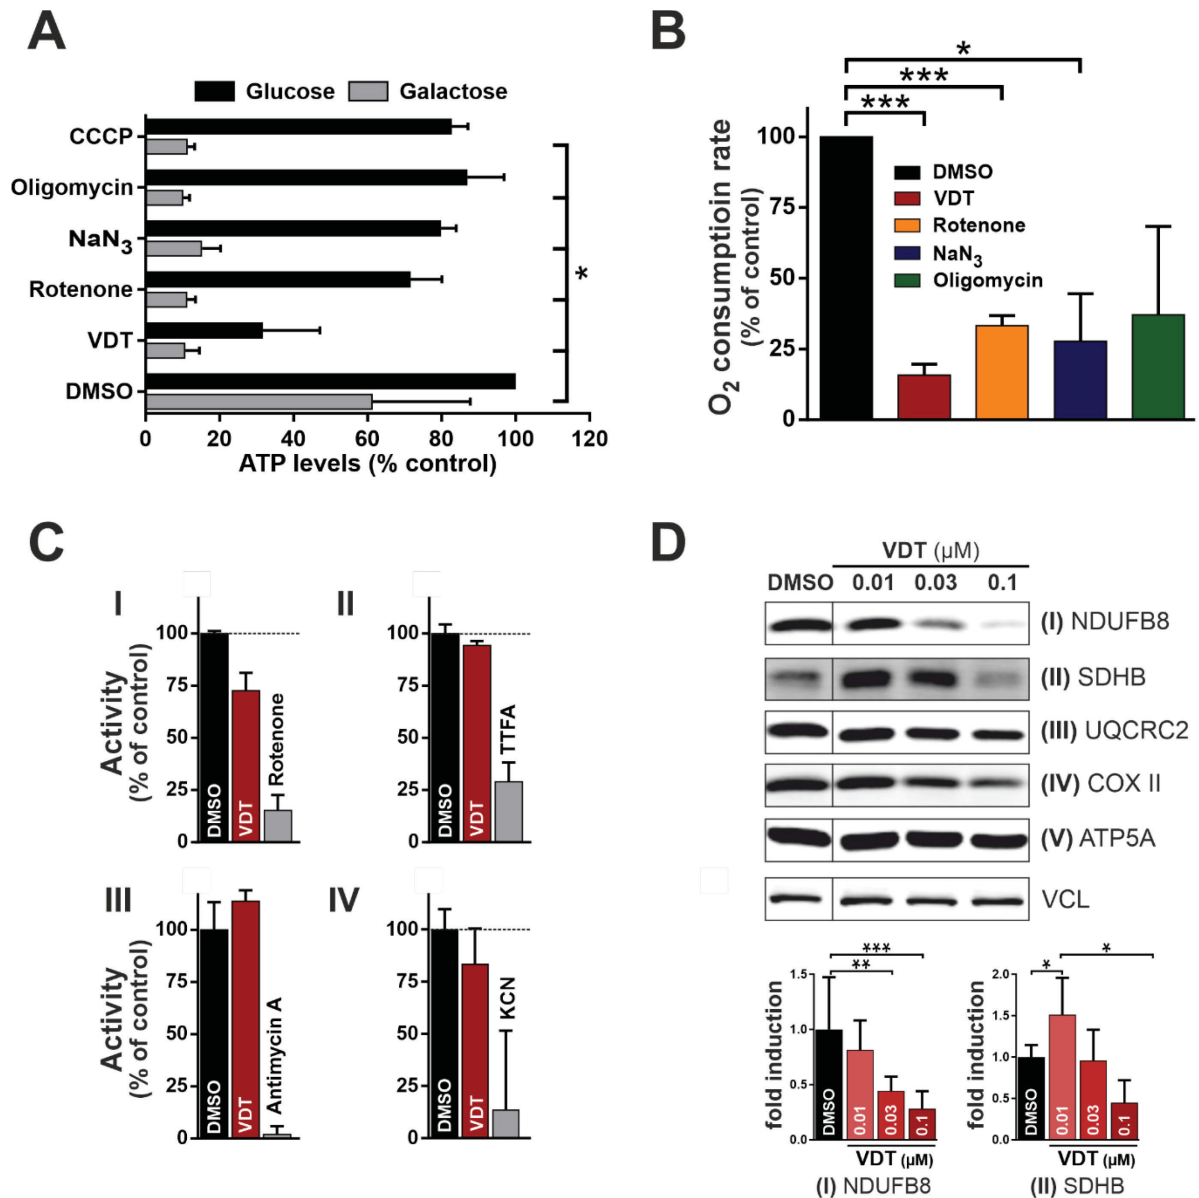 A
Glucose Galactose
CCCP
Oligomycin
NaN3
Rotenone
VDT
DMSO
*
0 20 40 60 80 100 120
ATP levels (% control)
B
*
***
***
O2 consumptioin rate
(% of control)
100
75
50
25
0
DMSO
VDT
Rotenone
NaN3
Oligomycin
C
I
Activity
(% of control)
100
75
50
25
0
DMSO
VDT
Rotenone
II
100
75
50
25
0
DMSO
VDT
TTFA
III
Activity
(% of control)
100
75
50
25
0
DMSO
VDT
Antimycin A
IV
100
75
50
25
0
DMSO
VDT
KCN
D
VDT (µM)
DMSO 0.01 0.03 0.1
(I) NDUFB8
(II) SDHB
(III) UQCRC2
(IV) COX II
(V) ATP5A
VCL
***
**
fold induction
1.5
1.0
0.5
0.0
DMSO
0.01
0.03
0.1
VDT (µM)
(I) NDUFB8
*
*
fold induction
2.0
1.5
1.0
0.5
0.0
DMSO
0.01
0.03
0.1
VDT (µM)
(II) SDHB